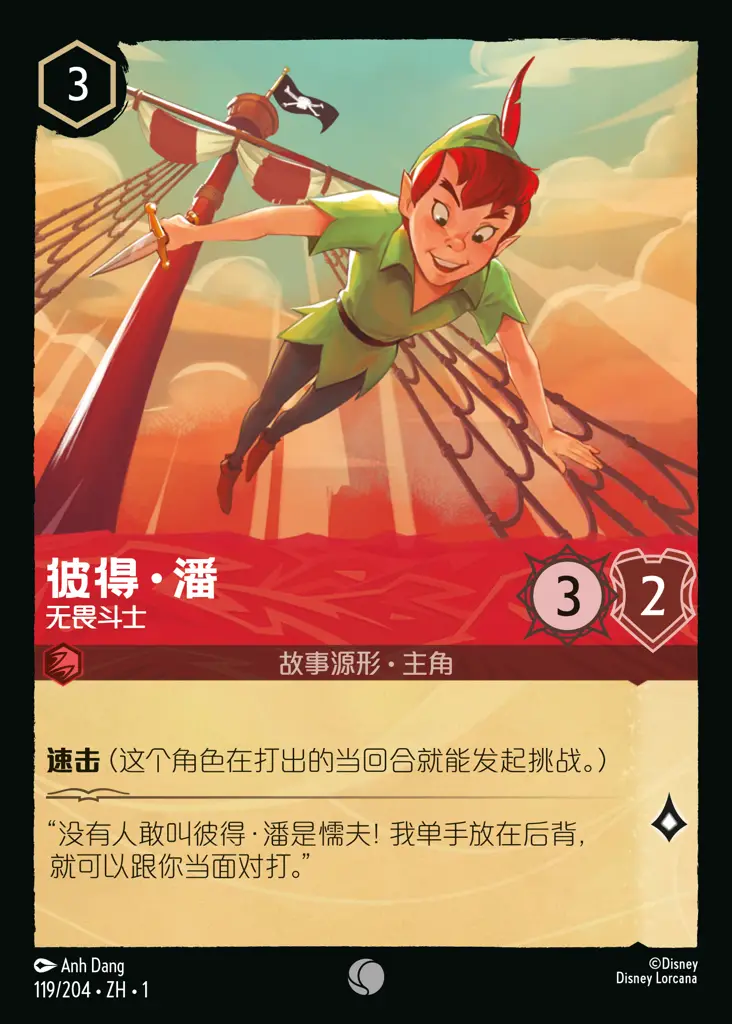 3
彼得·潘
无畏斗士
3
2
故事源形·主角
速击（这个角色在打出的当回合就能发起挑战。）
“没有人敢叫彼得·潘是懦夫！我单手放在后背，
就可以跟你当面对打。”
Anh Dang
119/204 • ZH • 1
©Disney
Disney Lorcana